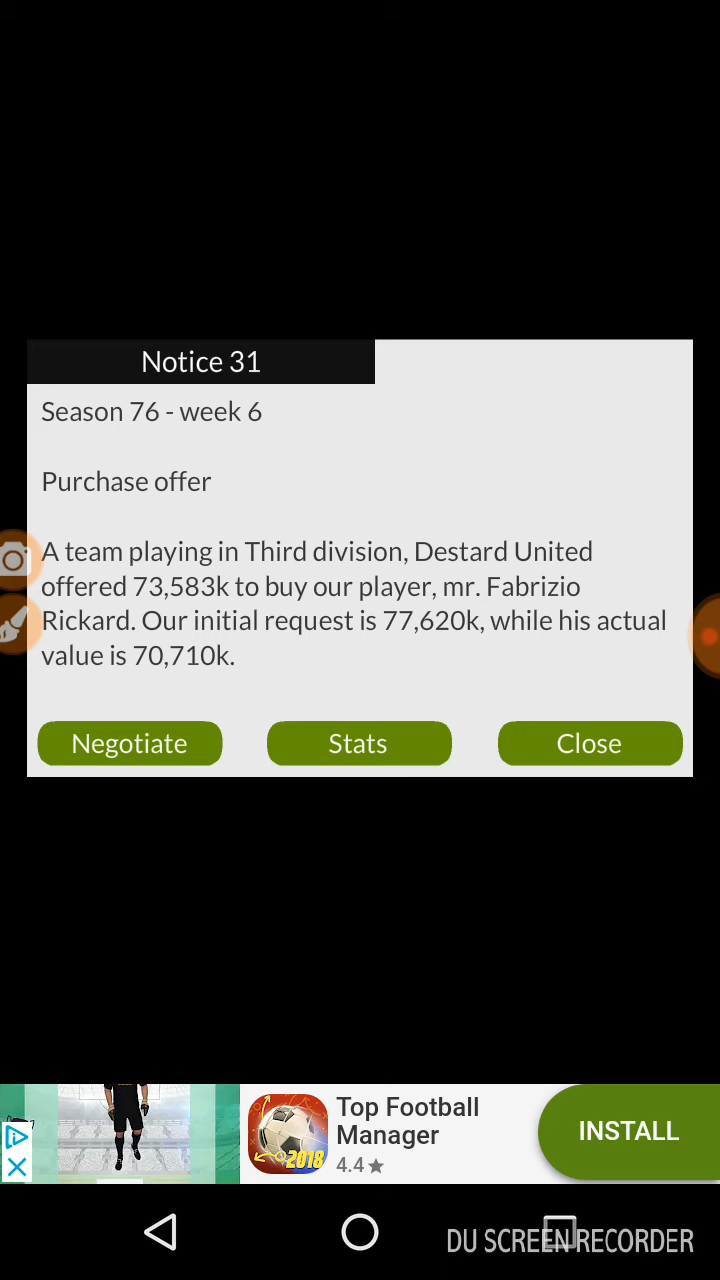 Notice 31
Season 76 - week 6
Purchase offer
A team playing in Third division, Destard United
offered 73,583k to buy our player, mr. Fabrizio
Rickard. Our initial request is 77,620k, while his actual
value is 70,710k.
Negotiate
Stats
Close
2018
Top Football
Manager
4.4★
INSTALL
DU SCREEN RECORDER